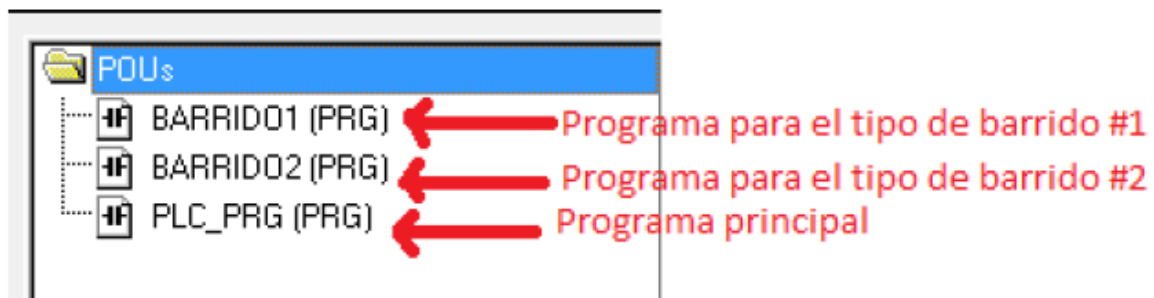 POUs
BARRIDO1 (PRG) Programa para el tipo de barrido #1
BARRIDO2 (PRG) Programa para el tipo de barrido #2
PLC_PRG (PRG) Programa principal